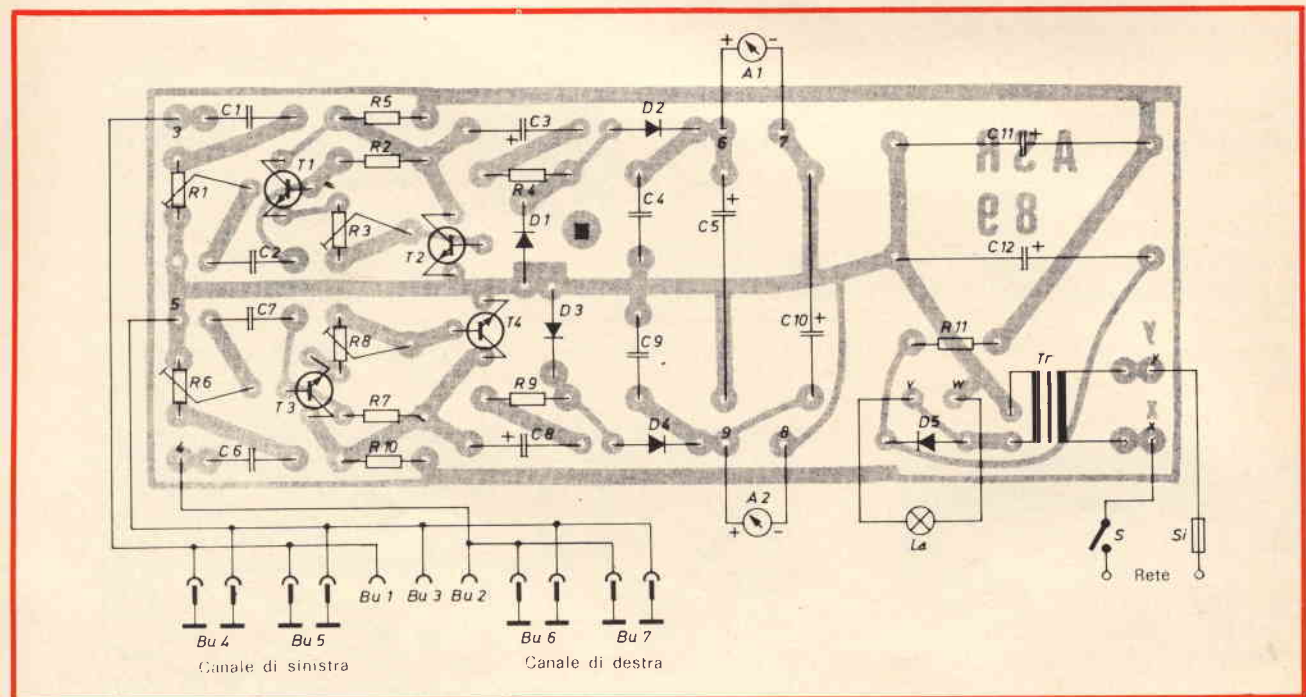 A1
+ -
C1
R5
C3
+
D2
C11
+
3
6
7
R2
T1
R4
C4
C5
+
R1
R3
D1
T2
C2
C12
+
ASR
89
5
C7
T4
D3
C9
C10
+
R8
R11
Tr
Y
x
R6
T3
R7
R9
v
w
D5
D4
4
C6
R10
+
C8
9
8
X
x
A2
+ -
La
S
Si
Rete
Bu 1
Bu 3
Bu 2
Bu 4
Bu 5
Bu 6
Bu 7
Canale di sinistra
Canale di destra